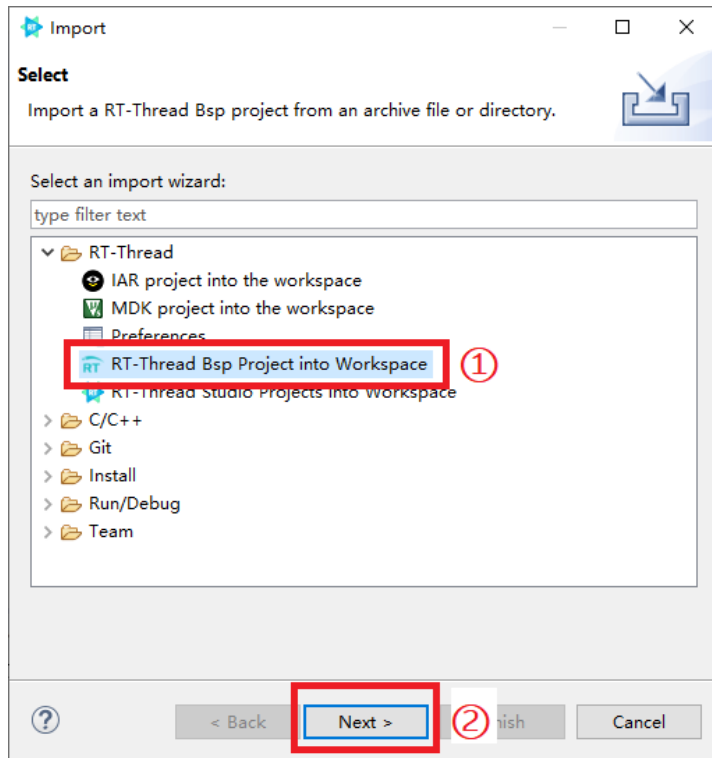 Import
Select
Import a RT-Thread Bsp project from an archive file or directory.
Select an import wizard:
type filter text
RT-Thread
IAR project into the workspace
MDK project into the workspace
Preferences
RT-Thread Bsp Project into Workspace ①
RT-Thread Studio Projects into Workspace
C/C++
Git
Install
Run/Debug
Team
< Back Next > ② nish Cancel